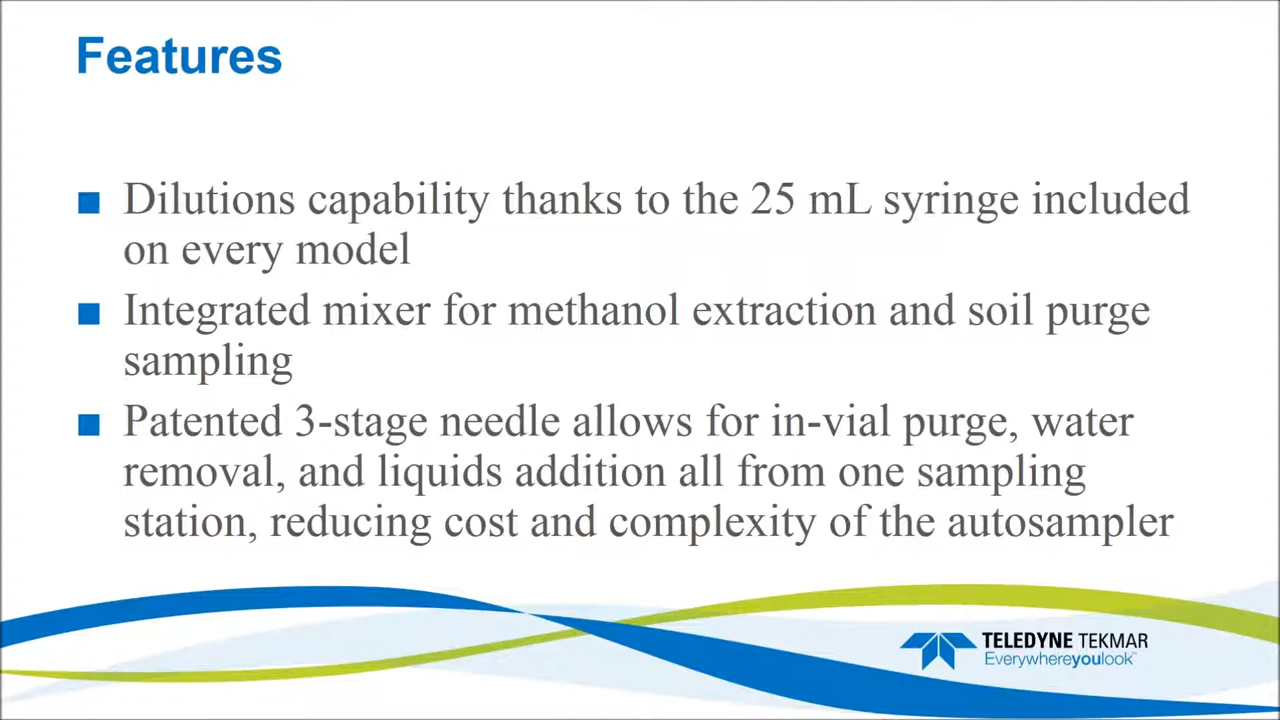 Features
■ Dilutions capability thanks to the 25 mL syringe included
on every model
■ Integrated mixer for methanol extraction and soil purge
sampling
■ Patented 3-stage needle allows for in-vial purge, water
removal, and liquids addition all from one sampling
station, reducing cost and complexity of the autosampler
TELEDYNE TEKMAR
Everywhereyoulook™